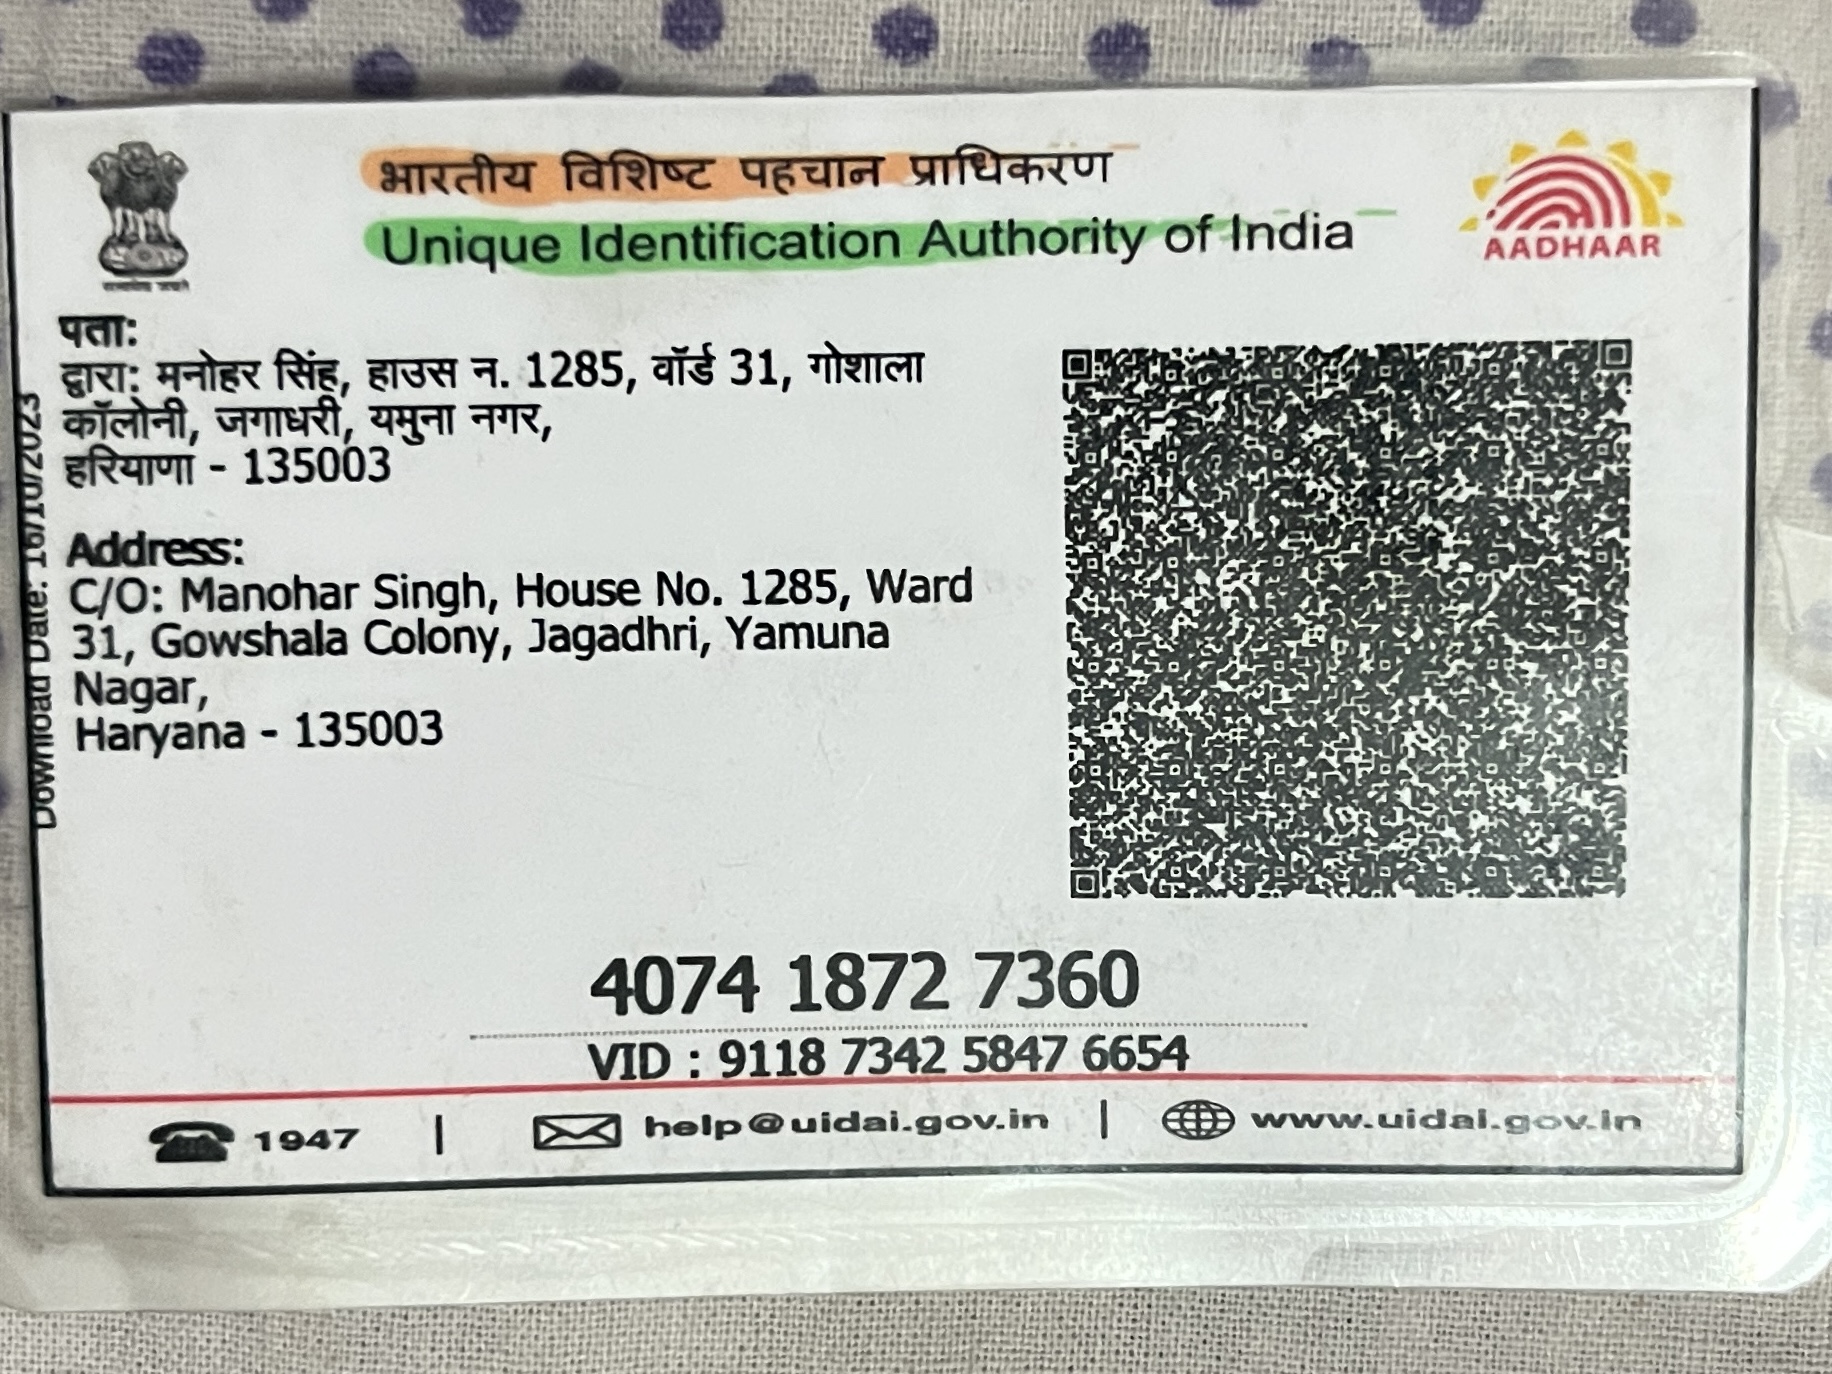 भारतीय विशिष्ट पहचान प्राधिकरण
Unique Identification Authority of India
AADHAAR
पता:
द्वारा: मनोहर सिंह, हाउस न. 1285, वॉर्ड 31, गोशाला
कॉलोनी, जगाधरी, यमुना नगर,
हरियाणा - 135003
Address:
C/O: Manohar Singh, House No. 1285, Ward
31, Gowshala Colony, Jagadhri, Yamuna
Nagar,
Haryana - 135003
Download Date: 16/10/2023
4074 1872 7360
VID : 9118 7342 5847 6654
1947 | help@uidai.gov.in | www.uidai.gov.in